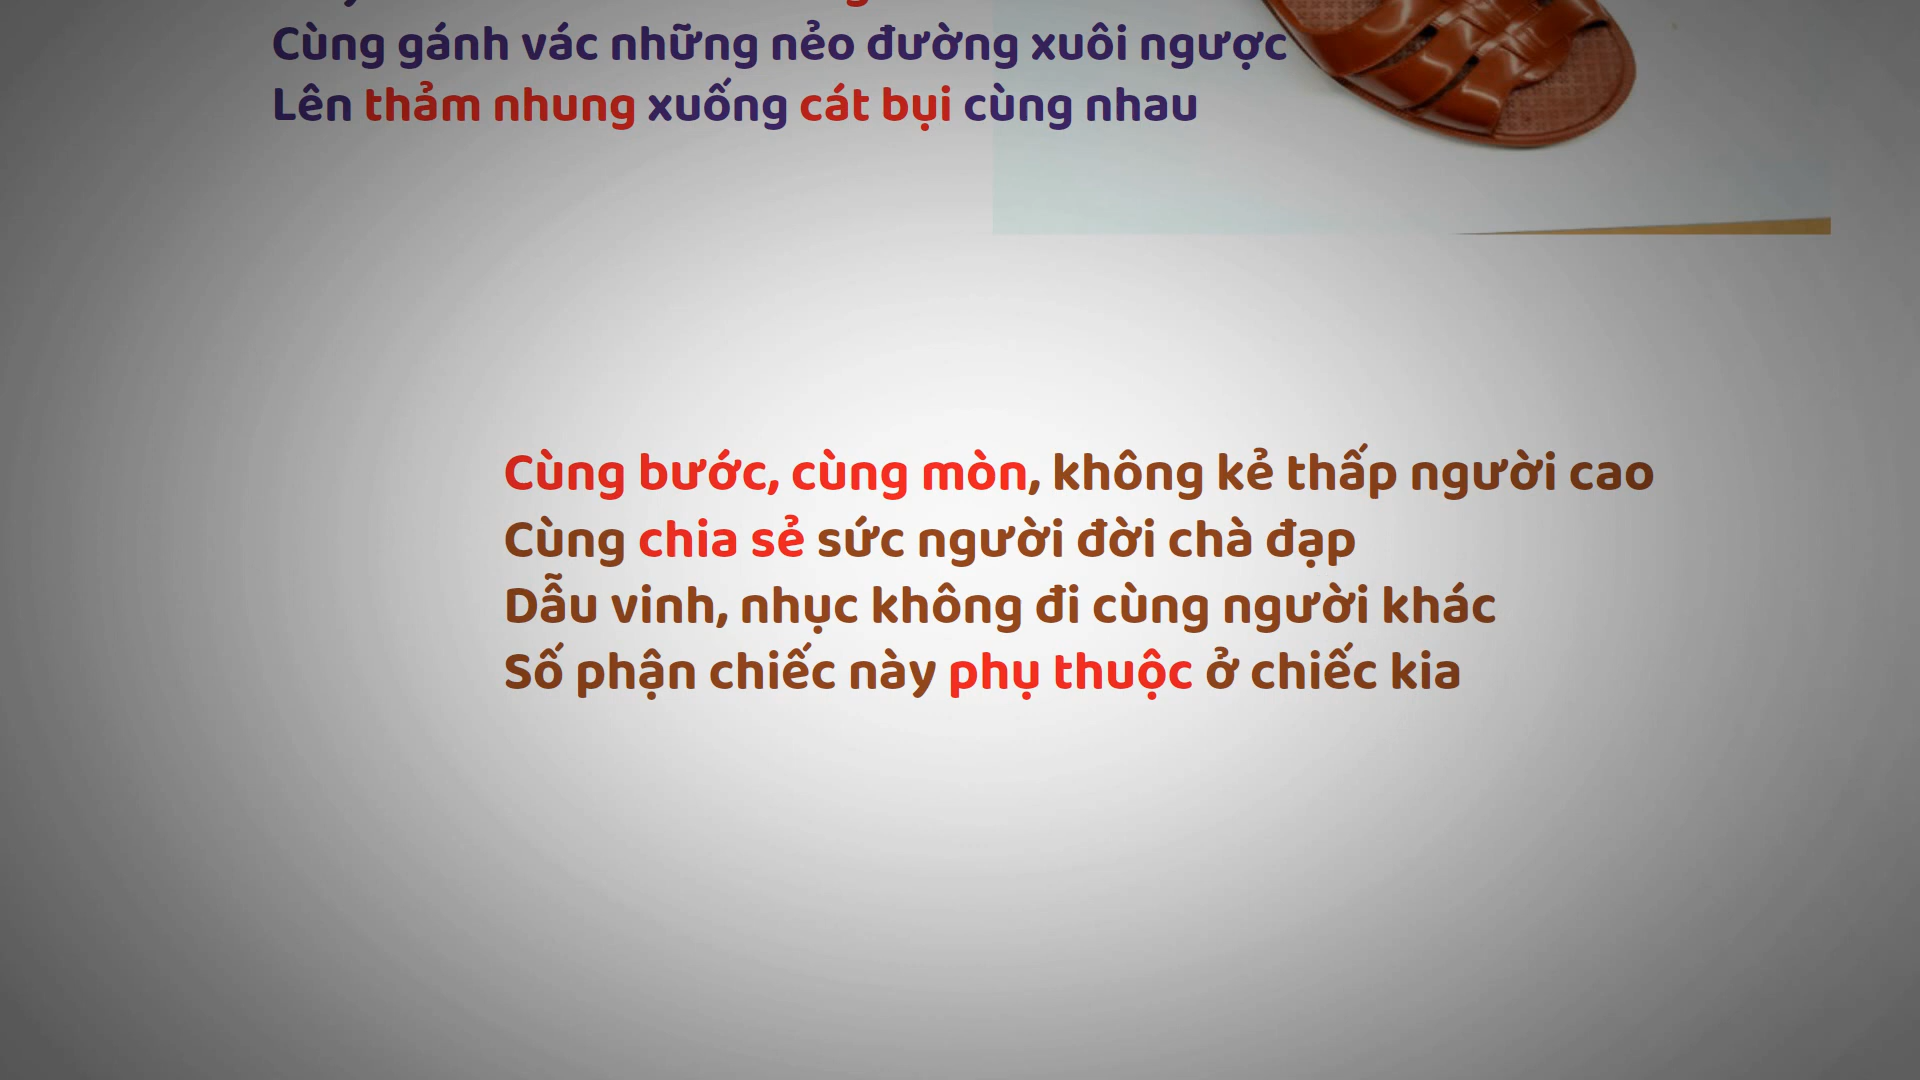 Cùng gánh vác những nẻo đường xuôi ngược
Lên thảm nhung xuống cát bụi cùng nhau
Cùng bước, cùng mòn, không kẻ thấp người cao
Cùng chia sẻ sức người đời chà đạp
Dẫu vinh, nhục không đi cùng người khác
Số phận chiếc này phụ thuộc ở chiếc kia